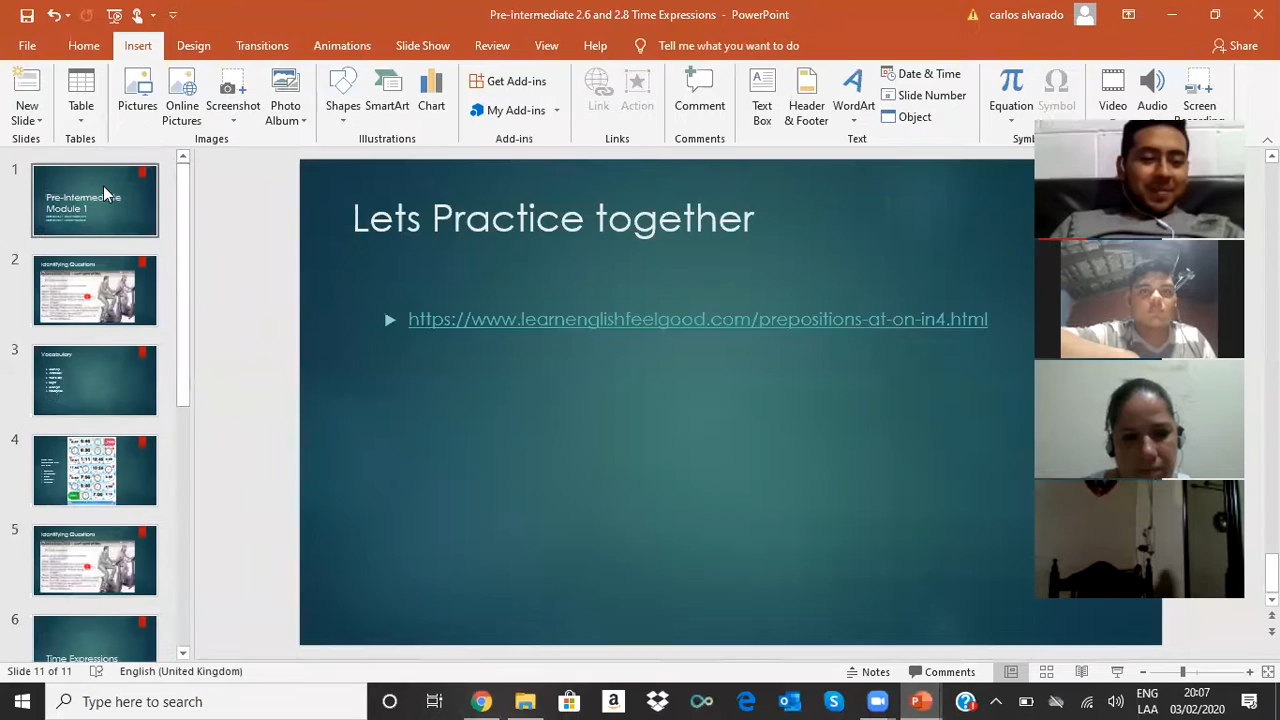 Pre-Intermediate 2.6 and 2.8 Time Expressions - PowerPoint
carlos alvarado
File Home Insert Design Transitions Animations Slide Show Review View Help Tell me what you want to do Share
New Slide Table Pictures Online Pictures Screenshot Photo Album Shapes SmartArt Chart Get Add-ins My Add-ins Link Action Comment Text Box Header & Footer WordArt Date & Time Slide Number Object Equation Symbol Video Audio Screen Recording
Slides Tables Images Illustrations Add-ins Comments Text
1
Pre-Intermediate
Module 1
2
Identifying Questions
3
Vocabulary
4
5
Identifying Questions
6
Time Expressions
Lets Practice together
https://www.learnenglishfeelgood.com/prepositions-at-on-in4.html
Slide 11 of 11 English (United Kingdom) Notes Comments
Type here to search
ENG
LAA
20:07
03/02/2020